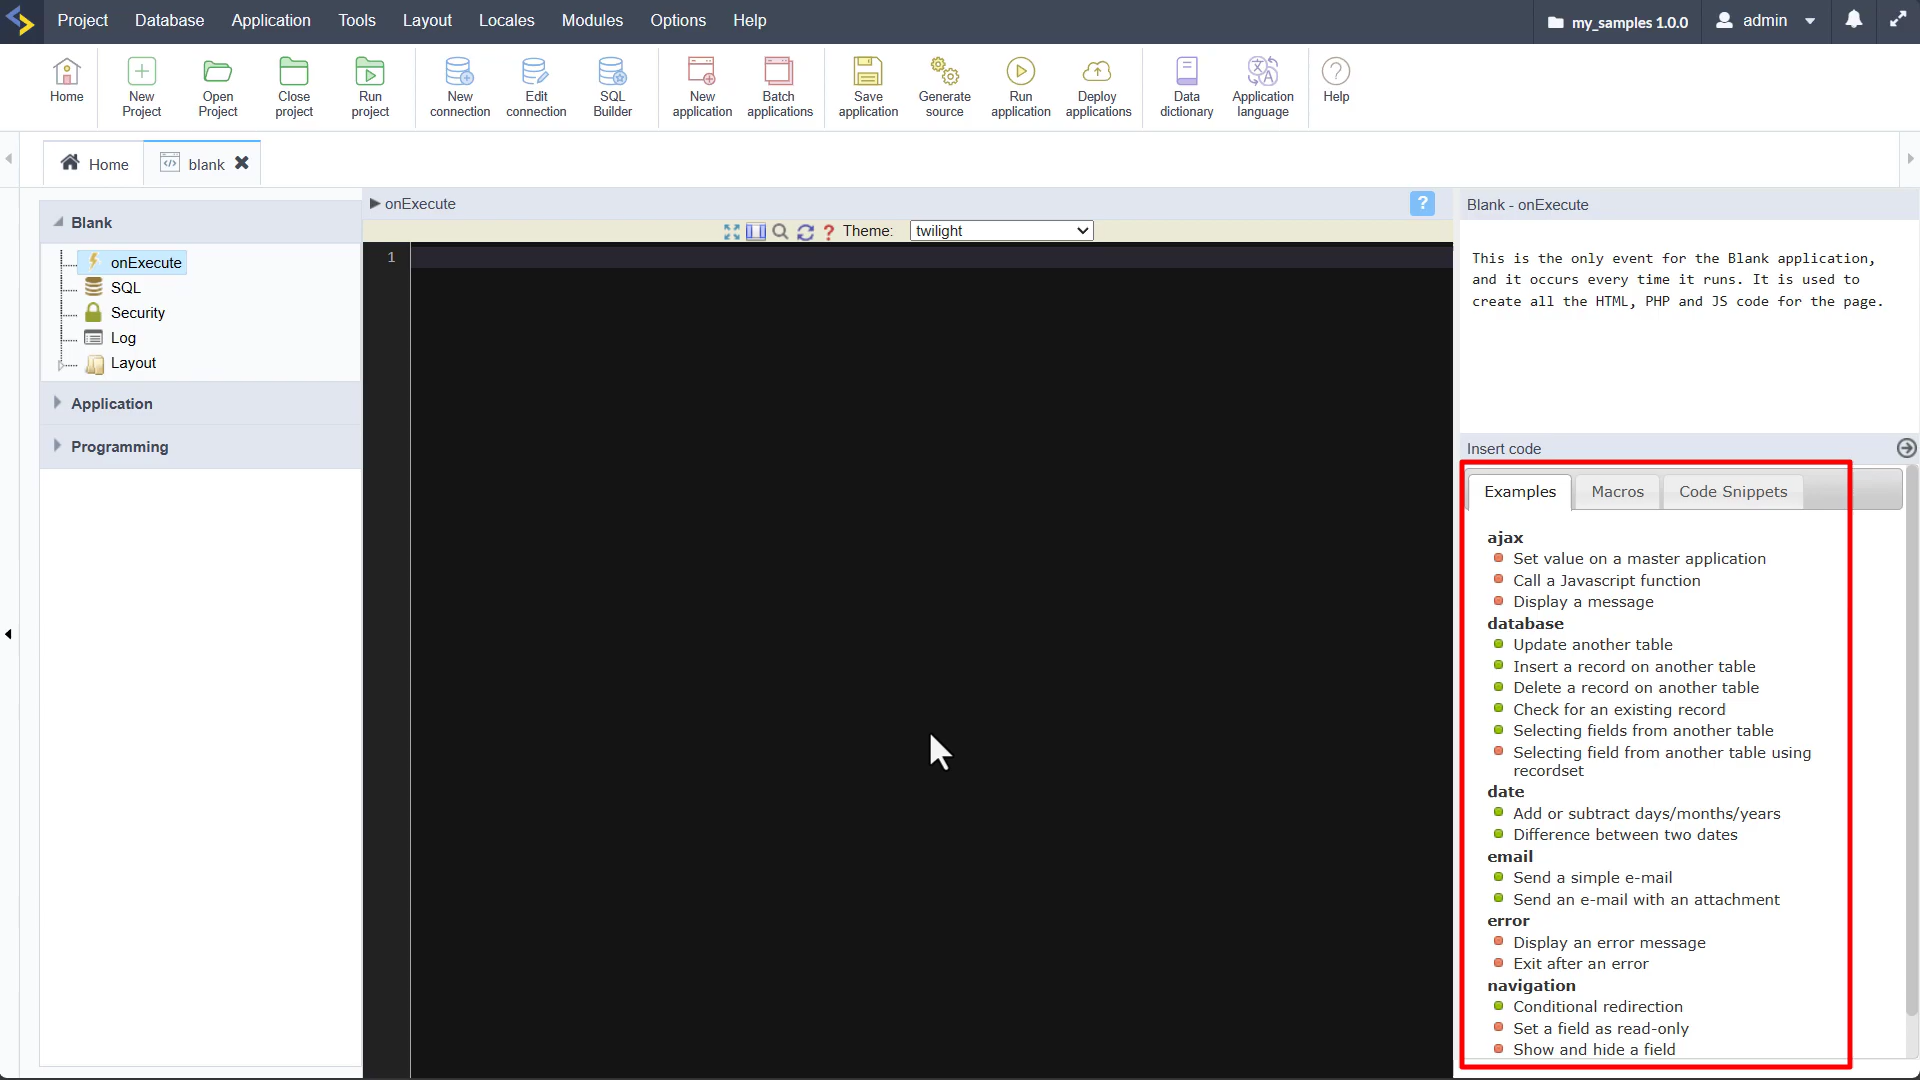 Project Database Application Tools Layout Locales Modules Options Help my_samples 1.0.0 admin
Home
New Project
Open Project
Close project
Run project
New connection
Edit connection
SQL Builder
New application
Batch applications
Save application
Generate source
Run application
Deploy applications
Data dictionary
Application language
Help
Home
blank
Blank
onExecute
SQL
Security
Log
Layout
Application
Programming
onExecute
?
? Theme: twilight
1
Blank - onExecute
This is the only event for the Blank application,
and it occurs every time it runs. It is used to
create all the HTML, PHP and JS code for the page.
Insert code
Examples Macros Code Snippets
ajax
Set value on a master application
Call a Javascript function
Display a message
database
Update another table
Insert a record on another table
Delete a record on another table
Check for an existing record
Selecting fields from another table
Selecting field from another table using
recordset
date
Add or subtract days/months/years
Difference between two dates
email
Send a simple e-mail
Send an e-mail with an attachment
error
Display an error message
Exit after an error
navigation
Conditional redirection
Set a field as read-only
Show and hide a field